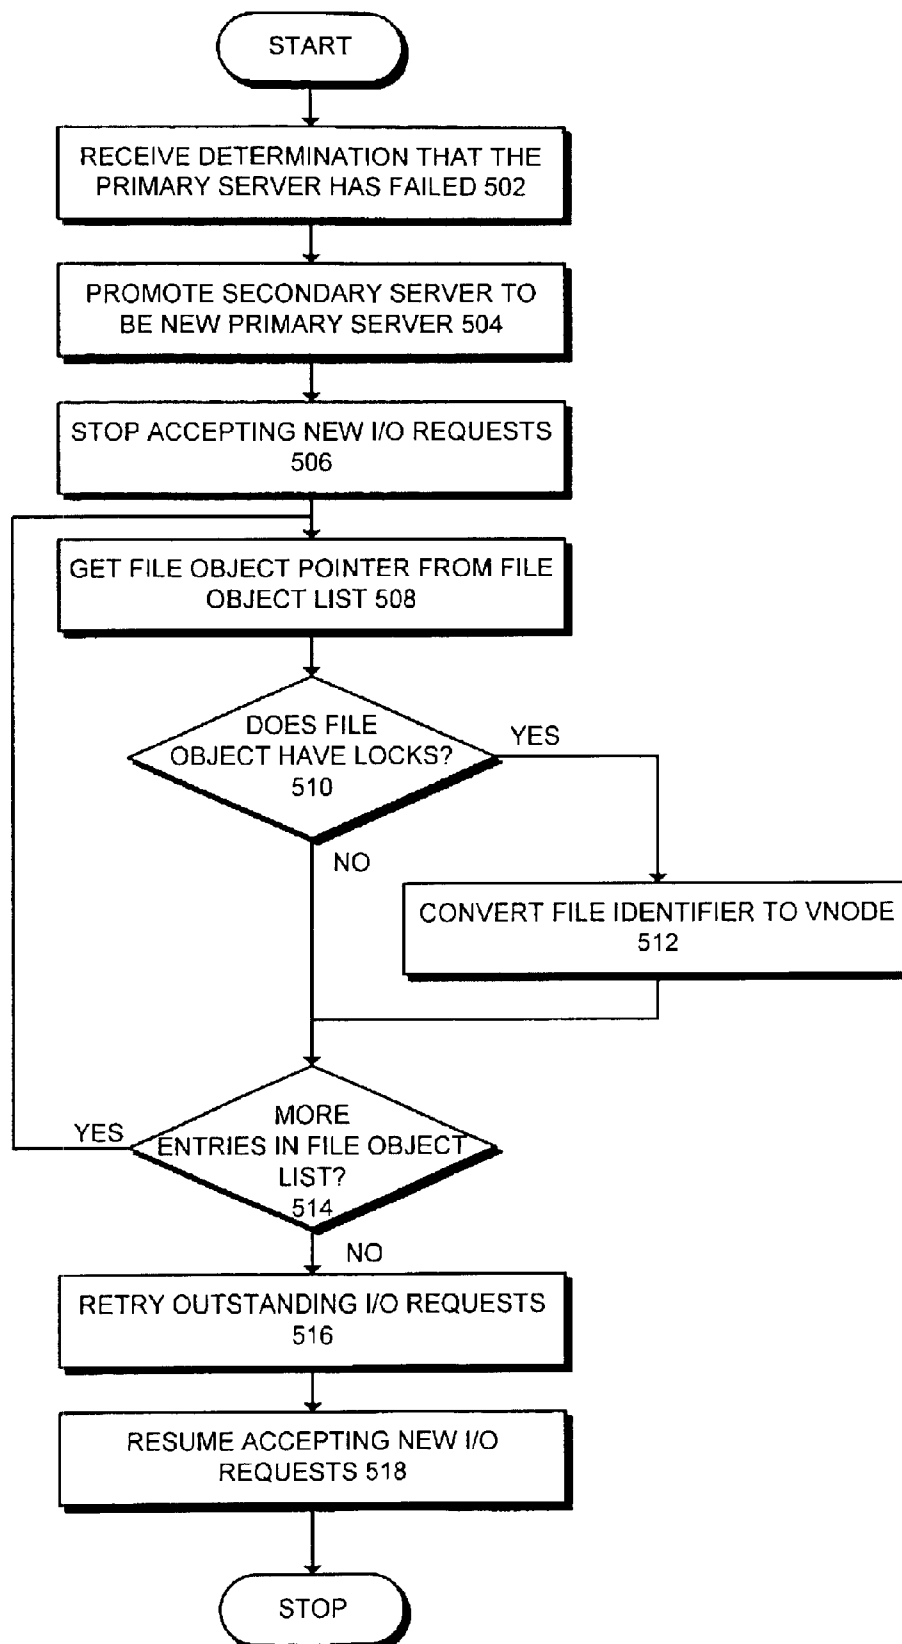 START
RECEIVE DETERMINATION THAT THE
PRIMARY SERVER HAS FAILED 502
PROMOTE SECONDARY SERVER TO
BE NEW PRIMARY SERVER 504
STOP ACCEPTING NEW I/O REQUESTS
506
GET FILE OBJECT POINTER FROM FILE
OBJECT LIST 508
DOES FILE
OBJECT HAVE LOCKS?
510
YES
NO
CONVERT FILE IDENTIFIER TO VNODE
512
MORE
ENTRIES IN FILE OBJECT
LIST?
514
YES
NO
RETRY OUTSTANDING I/O REQUESTS
516
RESUME ACCEPTING NEW I/O
REQUESTS 518
STOP